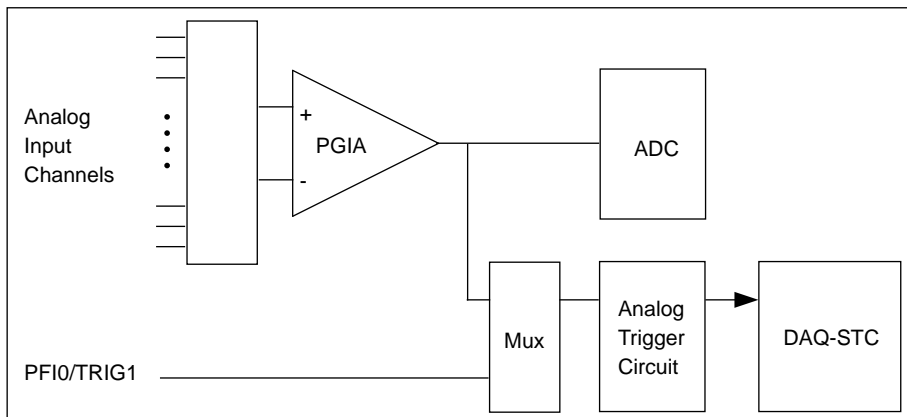 Analog
Input
Channels
+
PGIA
-
ADC
Mux
Analog
Trigger
Circuit
DAQ-STC
PFI0/TRIG1